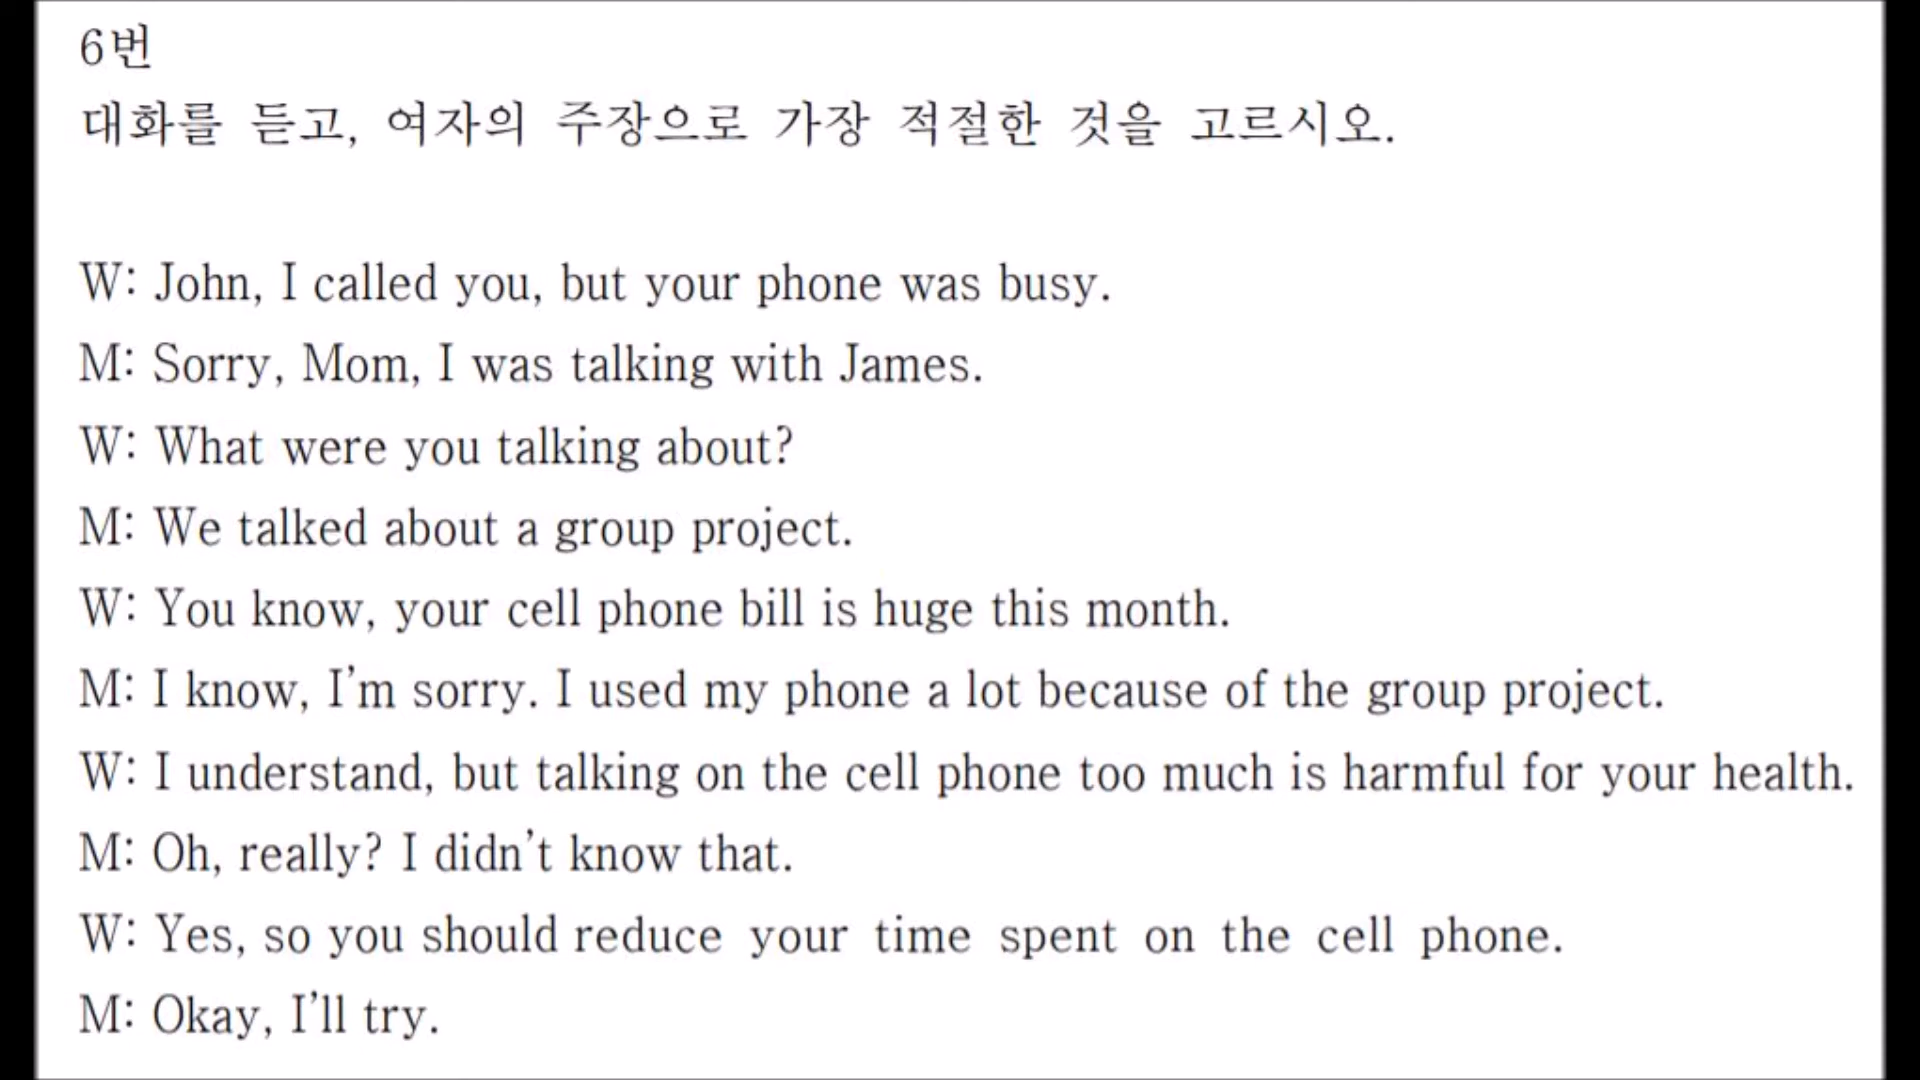 6번
대화를 듣고, 여자의 주장으로 가장 적절한 것을 고르시오.
W: John, I called you, but your phone was busy.
M: Sorry, Mom, I was talking with James.
W: What were you talking about?
M: We talked about a group project.
W: You know, your cell phone bill is huge this month.
M: I know, I'm sorry. I used my phone a lot because of the group project.
W: I understand, but talking on the cell phone too much is harmful for your health.
M: Oh, really? I didn't know that.
W: Yes, so you should reduce your time spent on the cell phone.
M: Okay, I'll try.